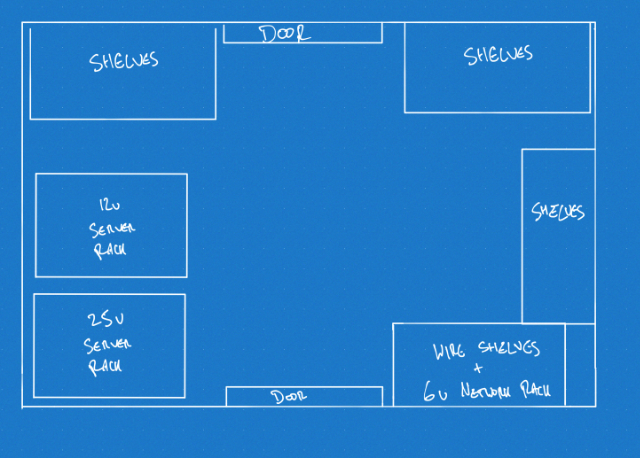 DOOR
SHELVES
SHELVES
12U
SERVER
RACK
SHELVES
25U
SERVER
RACK
WIRE SHELVES
+
6U NETWORK RACK
DOOR